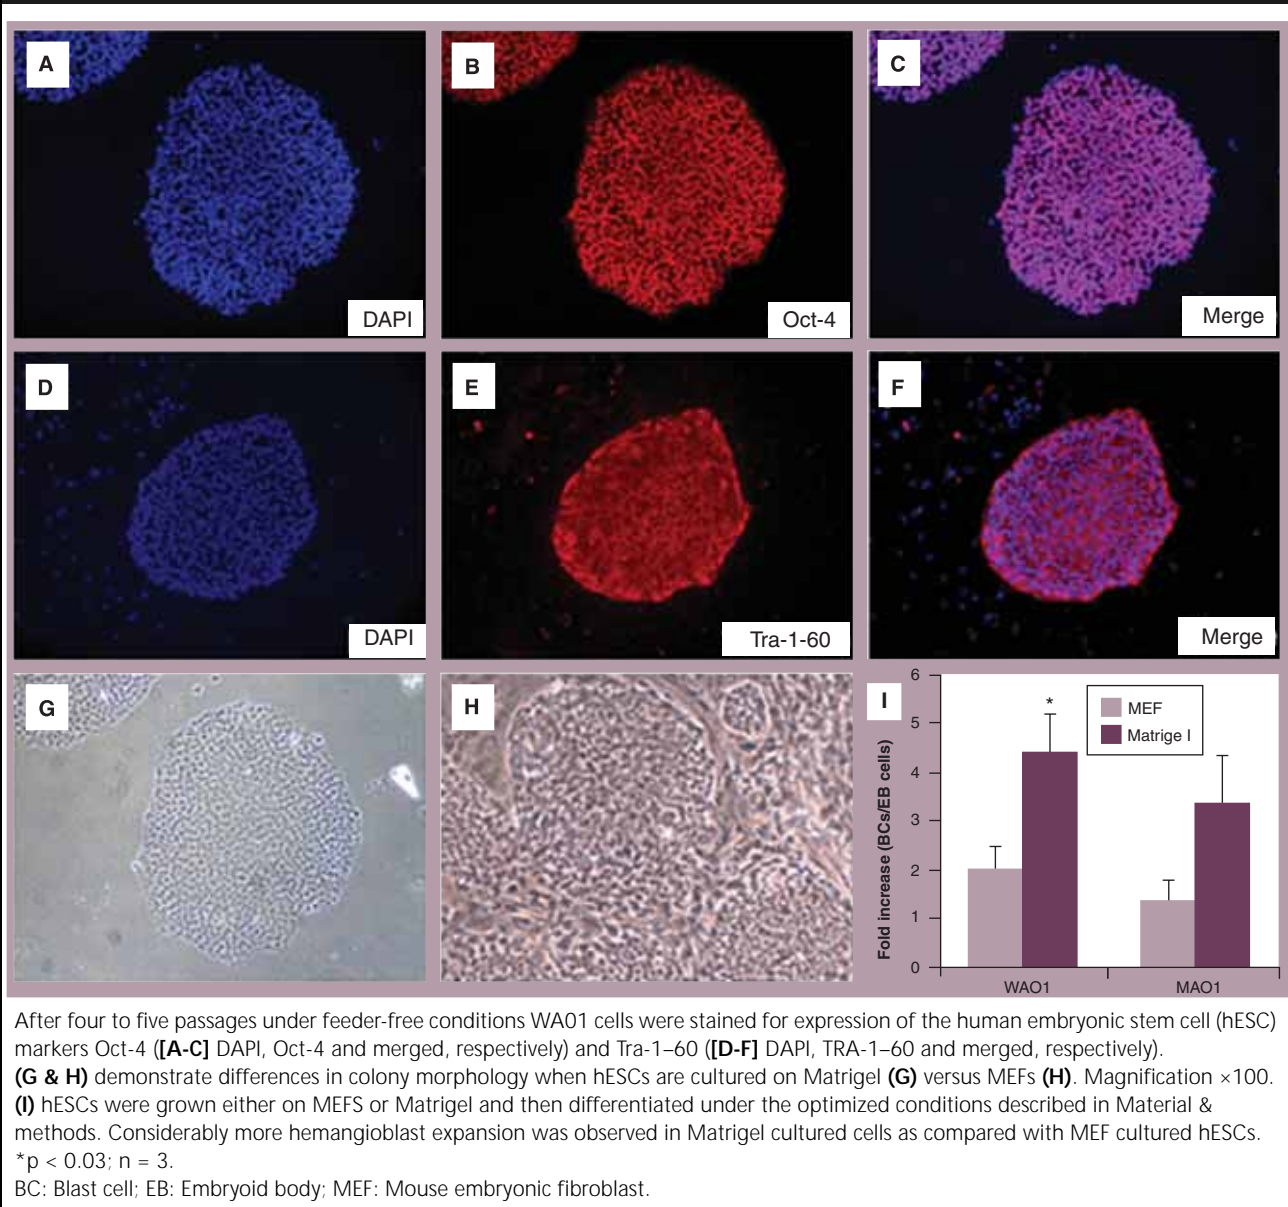 A
B
C
DAPI
Oct-4
Merge
D
E
F
DAPI
Tra-1-60
Merge
G
H
I
6
5
4
3
2
1
0
Fold increase (BCs/EB cells)
*
MEF
Matrige l
WAO1
MAO1
After four to five passages under feeder-free conditions WA01 cells were stained for expression of the human embryonic stem cell (hESC)
markers Oct-4 ([A-C] DAPI, Oct-4 and merged, respectively) and Tra-1–60 ([D-F] DAPI, TRA-1–60 and merged, respectively).
(G & H) demonstrate differences in colony morphology when hESCs are cultured on Matrigel (G) versus MEFs (H). Magnification ×100.
(I) hESCs were grown either on MEFS or Matrigel and then differentiated under the optimized conditions described in Material &
methods. Considerably more hemangioblast expansion was observed in Matrigel cultured cells as compared with MEF cultured hESCs.
*p < 0.03; n = 3.
BC: Blast cell; EB: Embryoid body; MEF: Mouse embryonic fibroblast.